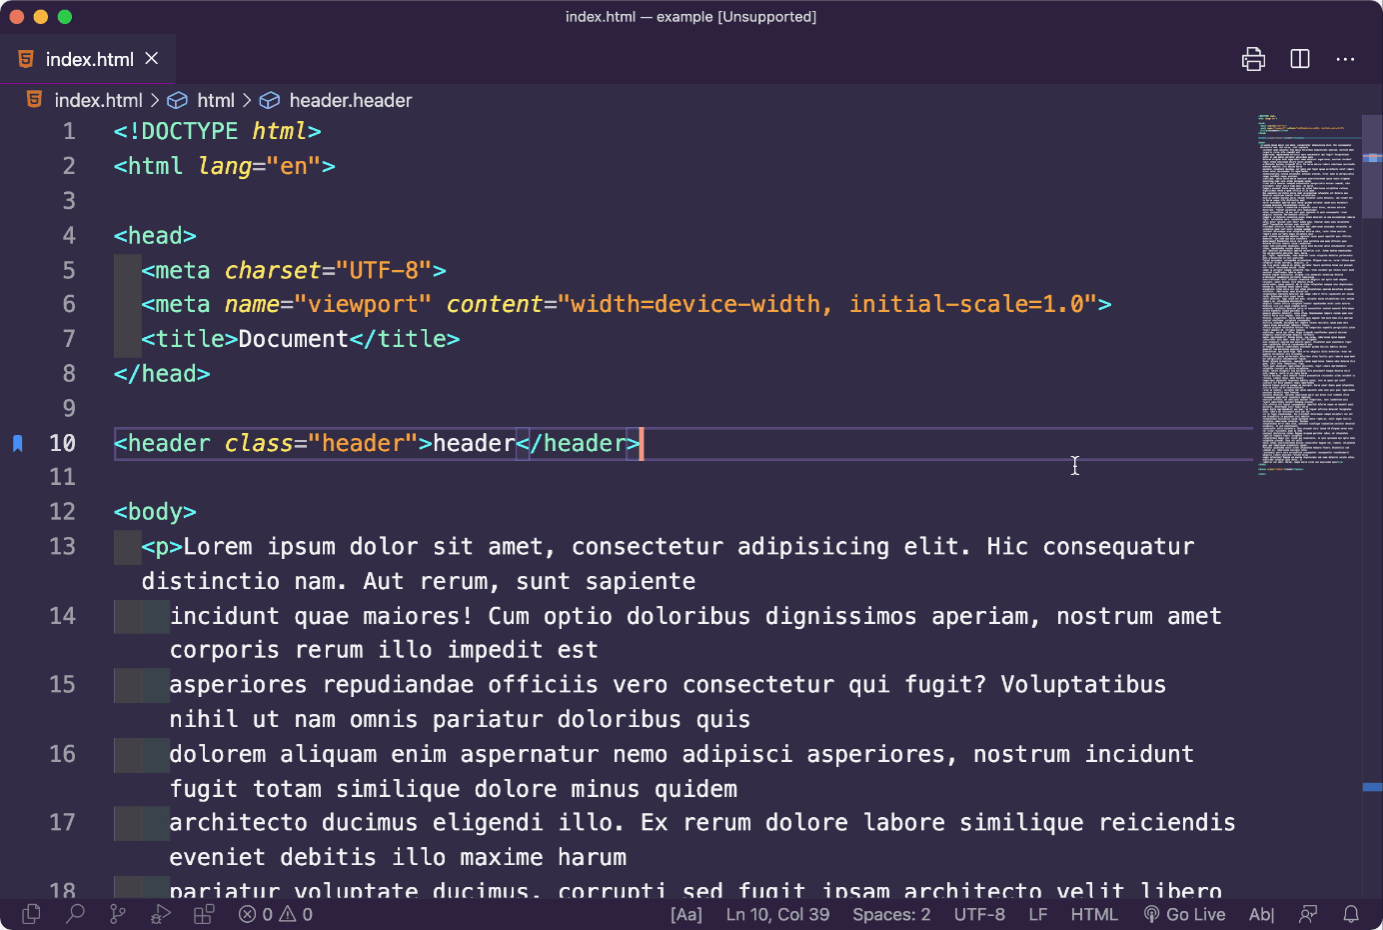 index.html — example [Unsupported]
index.html
index.html > html > header.header
1 <!DOCTYPE html>
2 <html lang="en">
3
4 <head>
5 <meta charset="UTF-8">
6 <meta name="viewport" content="width=device-width, initial-scale=1.0">
7 <title>Document</title>
8 </head>
9
10 <header class="header">header</header>
11
12 <body>
13 <p>Lorem ipsum dolor sit amet, consectetur adipisicing elit. Hic consequatur
distinctio nam. Aut rerum, sunt sapiente
14 incidunt quae maiores! Cum optio doloribus dignissimos aperiam, nostrum amet
corporis rerum illo impedit est
15 asperiores repudiandae officiis vero consectetur qui fugit? Voluptatibus
nihil ut nam omnis pariatur doloribus quis
16 dolorem aliquam enim aspernatur nemo adipisci asperiores, nostrum incidunt
fugit totam similique dolore minus quidem
17 architecto ducimus eligendi illo. Ex rerum dolore labore similique reiciendis
eveniet debitis illo maxime harum
18 pariatur voluptate ducimus, corrupti sed fugit ipsam architecto velit libero
0 0 [Aa] Ln 10, Col 39 Spaces: 2 UTF-8 LF HTML Go Live Ab|